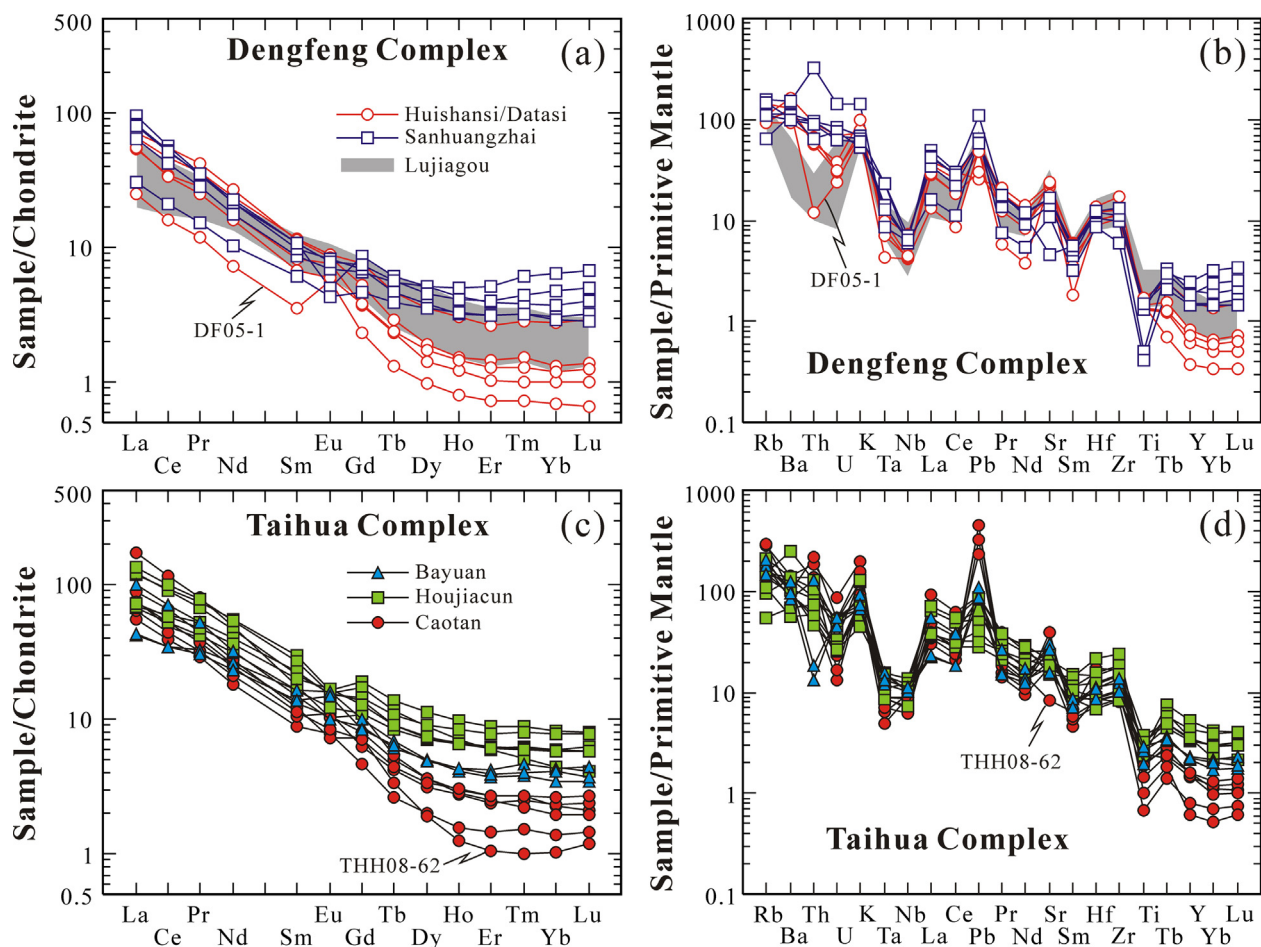 500
100
10
1
0.5
Sample/Chondrite
Dengfeng Complex
(a)
Huishansi/Datasi
Sanhuangzhai
Lujiagou
DF05-1
La Pr Eu Tb Ho Tm Lu
Ce Nd Sm Gd Dy Er Yb
1000
100
10
1
0.1
Sample/Primitive Mantle
(b)
DF05-1
Dengfeng Complex
Rb Th K Nb Ce Pr Sr Hf Ti Y Lu
Ba U Ta La Pb Nd Sm Zr Tb Yb
500
100
10
1
0.5
Sample/Chondrite
Taihua Complex
(c)
Bayuan
Houjiacun
Caotan
THH08-62
La Pr Eu Tb Ho Tm Lu
Ce Nd Sm Gd Dy Er Yb
1000
100
10
1
0.1
Sample/Primitive Mantle
(d)
THH08-62
Taihua Complex
Rb Th K Nb Ce Pr Sr Hf Ti Y Lu
Ba U Ta La Pb Nd Sm Zr Tb Yb